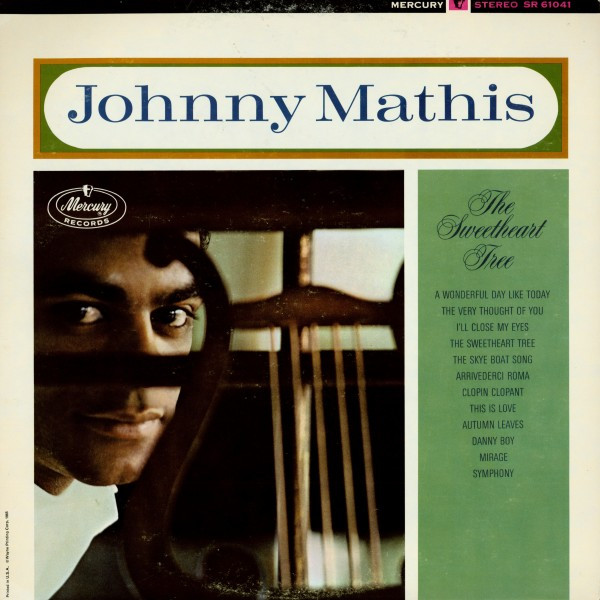 MERCURY STEREO SR 61041
Johnny Mathis
Mercury
RECORDS
The
Sweetheart
Tree
A WONDERFUL DAY LIKE TODAY
THE VERY THOUGHT OF YOU
I'LL CLOSE MY EYES
THE SWEETHEART TREE
THE SKYE BOAT SONG
ARRIVEDERCI ROMA
CLOPIN CLOPANT
THIS IS LOVE
AUTUMN LEAVES
DANNY BOY
MIRAGE
SYMPHONY
Printed in U.S.A.